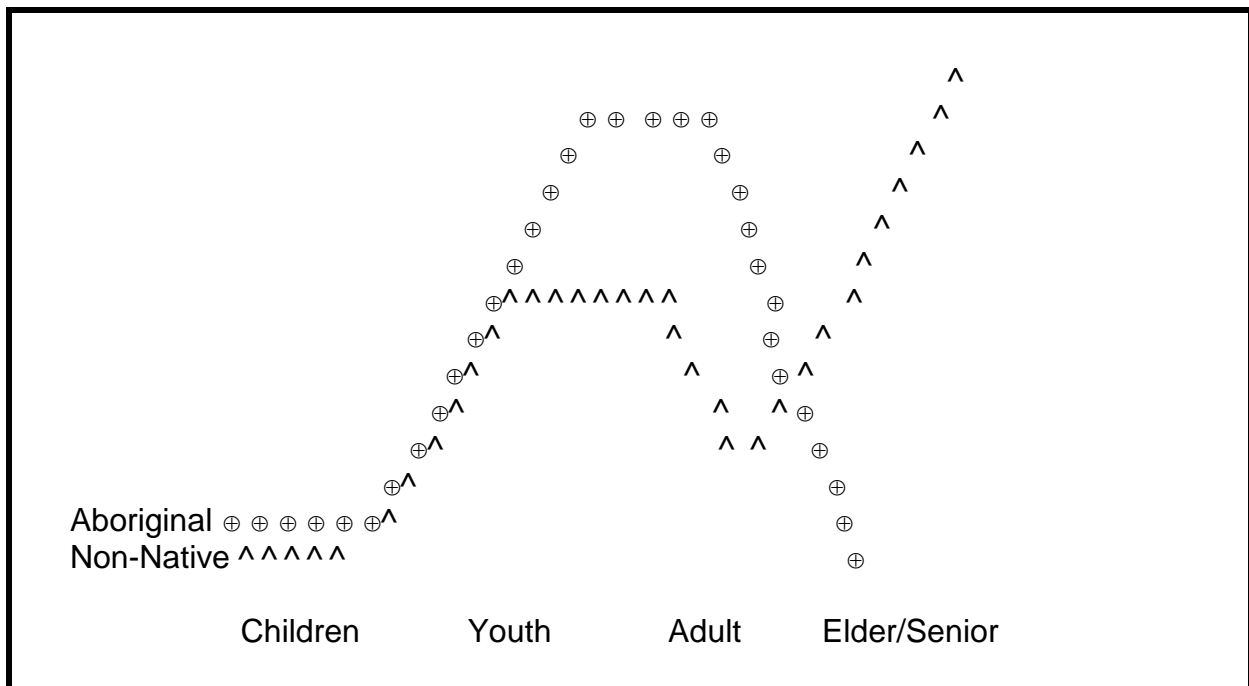 Aboriginal ⊕ ⊕ ⊕ ⊕ ⊕ ⊕
Non-Native ^ ^ ^ ^ ^
Children Youth Adult Elder/Senior